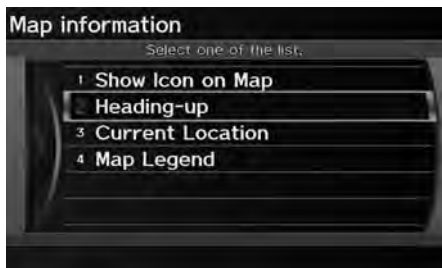 Map information
Select one of the list.
1 Show Icon on Map
2 Heading-up
3 Current Location
4 Map Legend